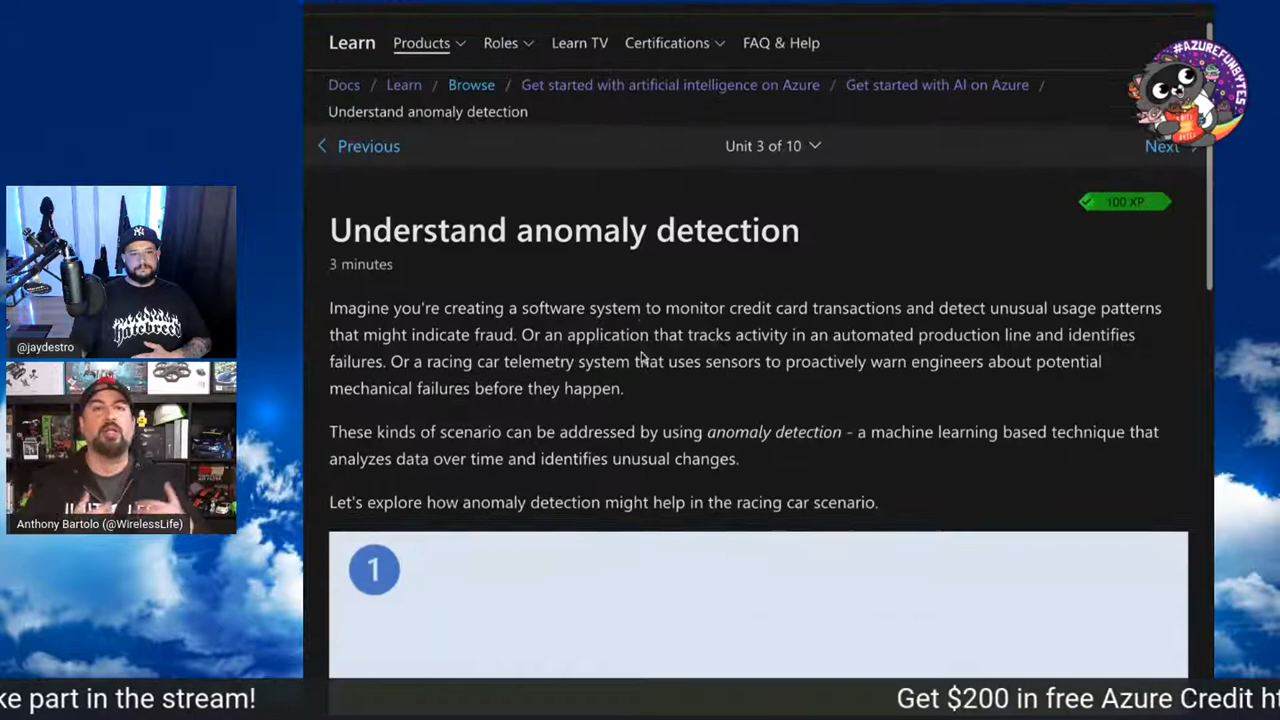 Learn Products Roles Learn TV Certifications FAQ & Help
#AZUREFUNBYTES
Docs / Learn / Browse / Get started with artificial intelligence on Azure / Get started with AI on Azure /
Understand anomaly detection
Previous Unit 3 of 10 Next
100 XP
Understand anomaly detection
3 minutes
Imagine you're creating a software system to monitor credit card transactions and detect unusual usage patterns
that might indicate fraud. Or an application that tracks activity in an automated production line and identifies
failures. Or a racing car telemetry system that uses sensors to proactively warn engineers about potential
mechanical failures before they happen.
These kinds of scenario can be addressed by using anomaly detection - a machine learning based technique that
analyzes data over time and identifies unusual changes.
Let's explore how anomaly detection might help in the racing car scenario.
1
hatebreed
@jaydestro
Anthony Bartolo (@WirelessLife)
ke part in the stream!
Get $200 in free Azure Credit ht